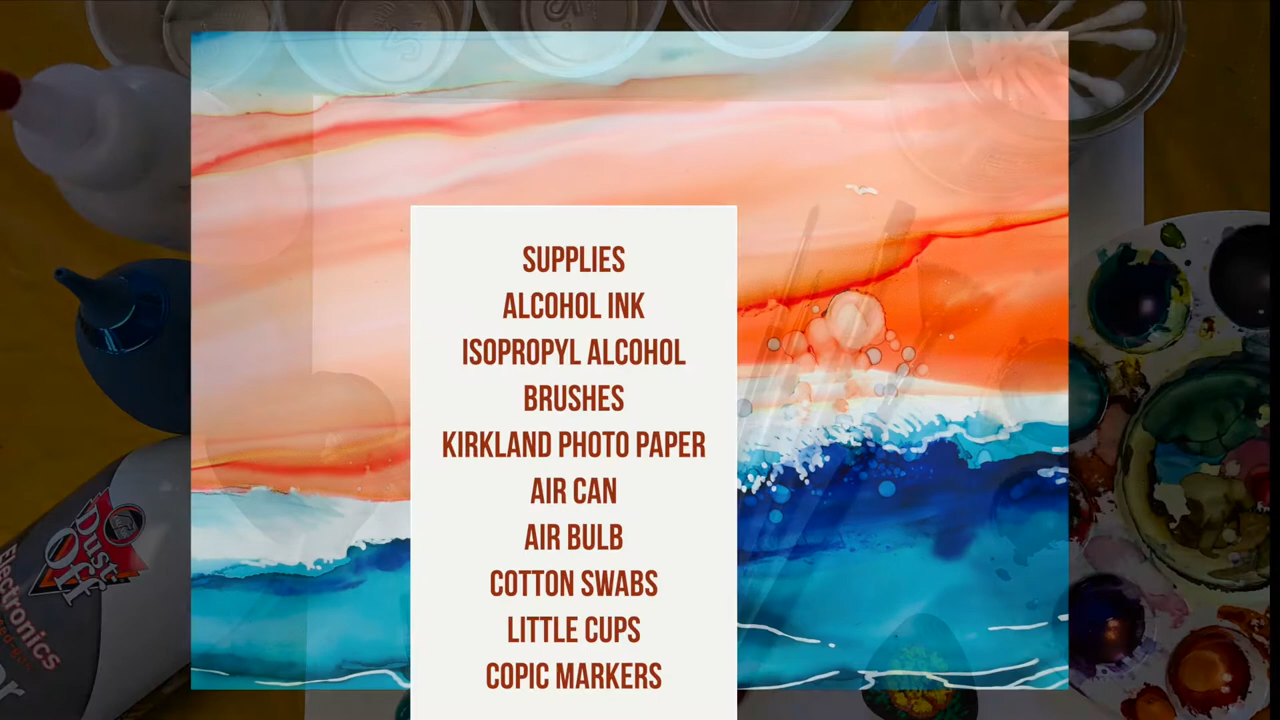 SUPPLIES
ALCOHOL INK
ISOPROPYL ALCOHOL
BRUSHES
KIRKLAND PHOTO PAPER
AIR CAN
AIR BULB
COTTON SWABS
LITTLE CUPS
COPIC MARKERS
Dust-
Off
Electronics